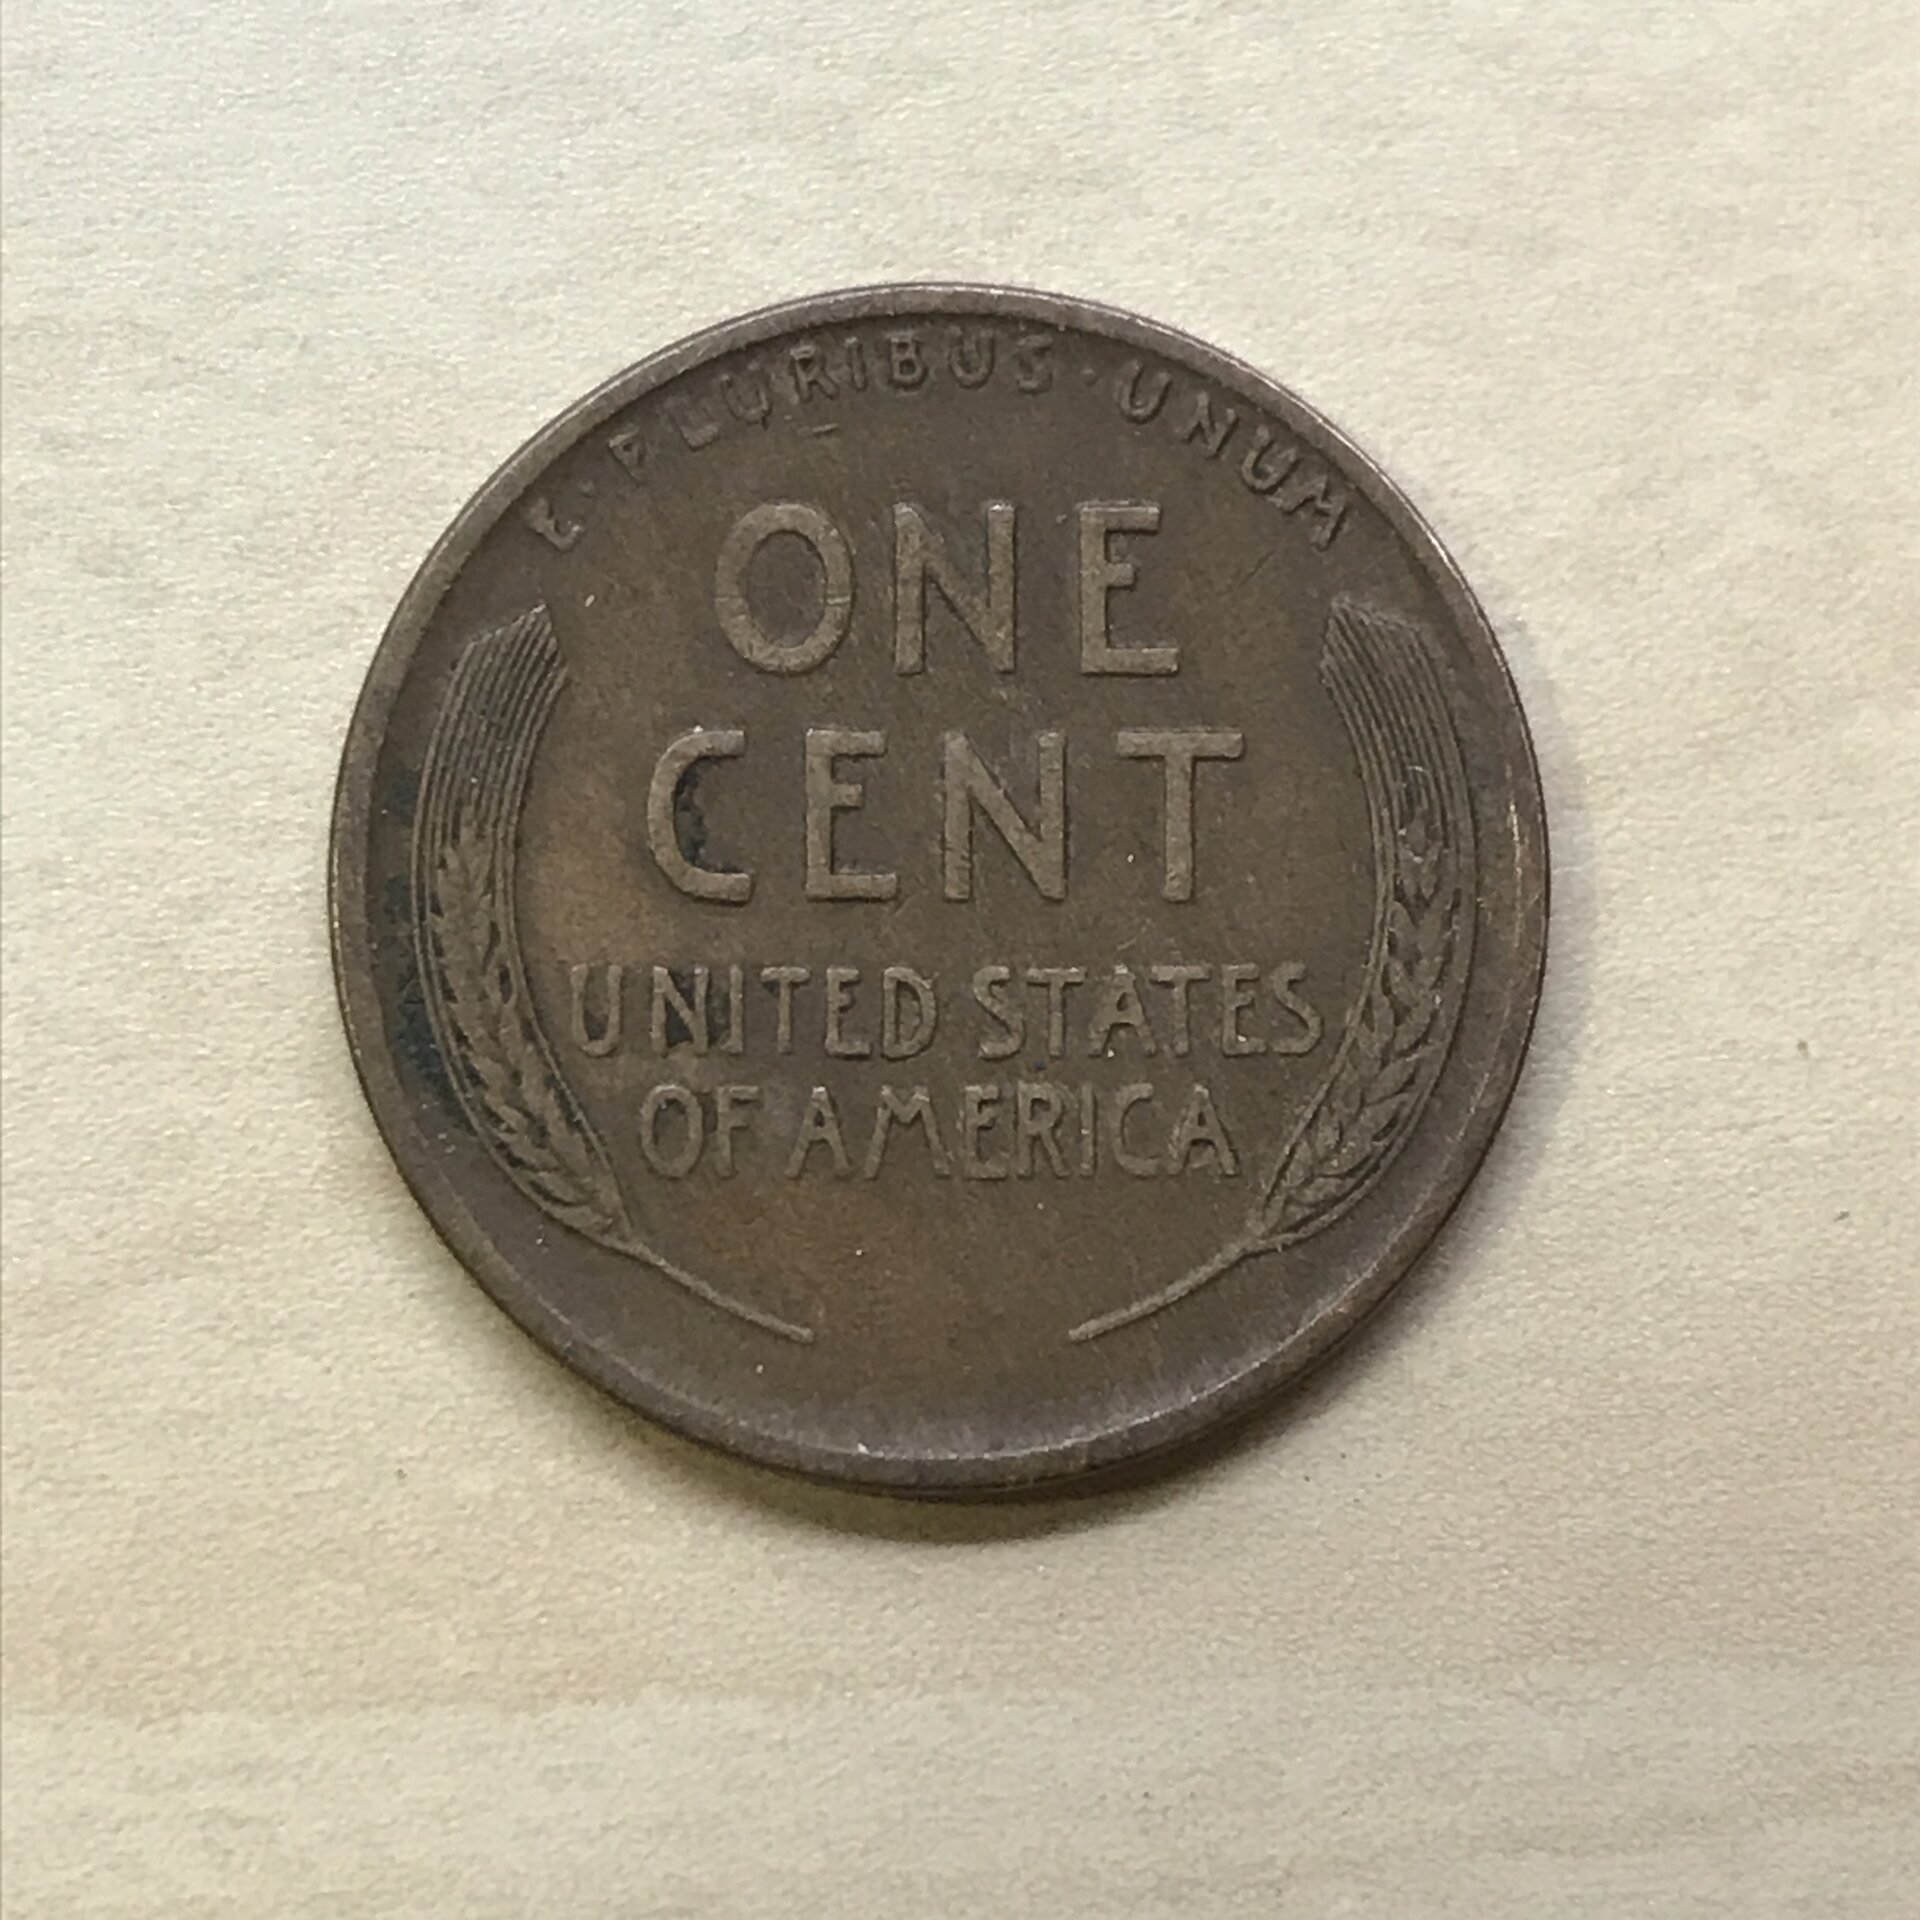 E·PLURIBUS·UNUM
ONE
CENT
UNITED STATES
OF AMERICA